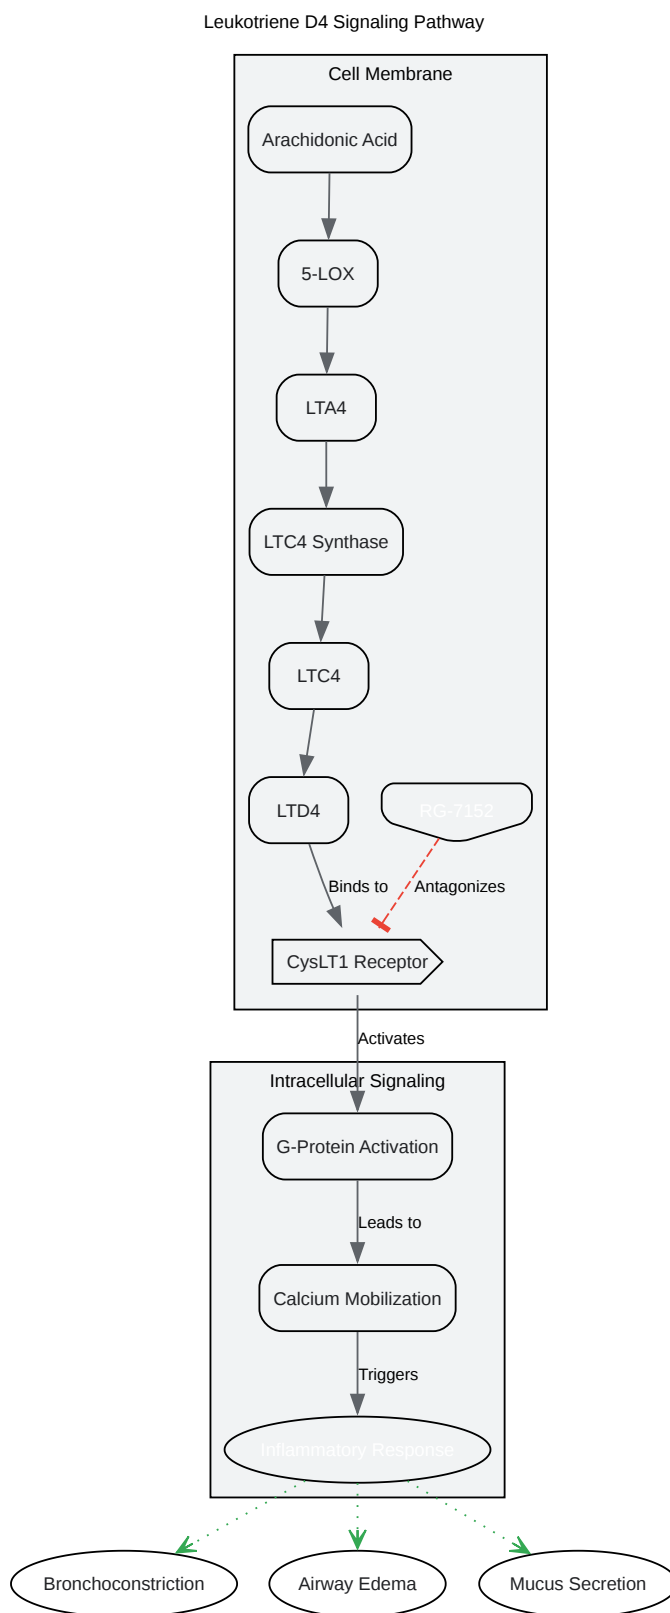 Leukotriene D4 Signaling Pathway
Cell Membrane
Arachidonic Acid
5-LOX
LTA4
LTC4 Synthase
LTC4
LTD4
RG-7152
Binds to
Antagonizes
CysLT1 Receptor
Activates
Intracellular Signaling
G-Protein Activation
Leads to
Calcium Mobilization
Triggers
Inflammatory Response
Bronchoconstriction
Airway Edema
Mucus Secretion